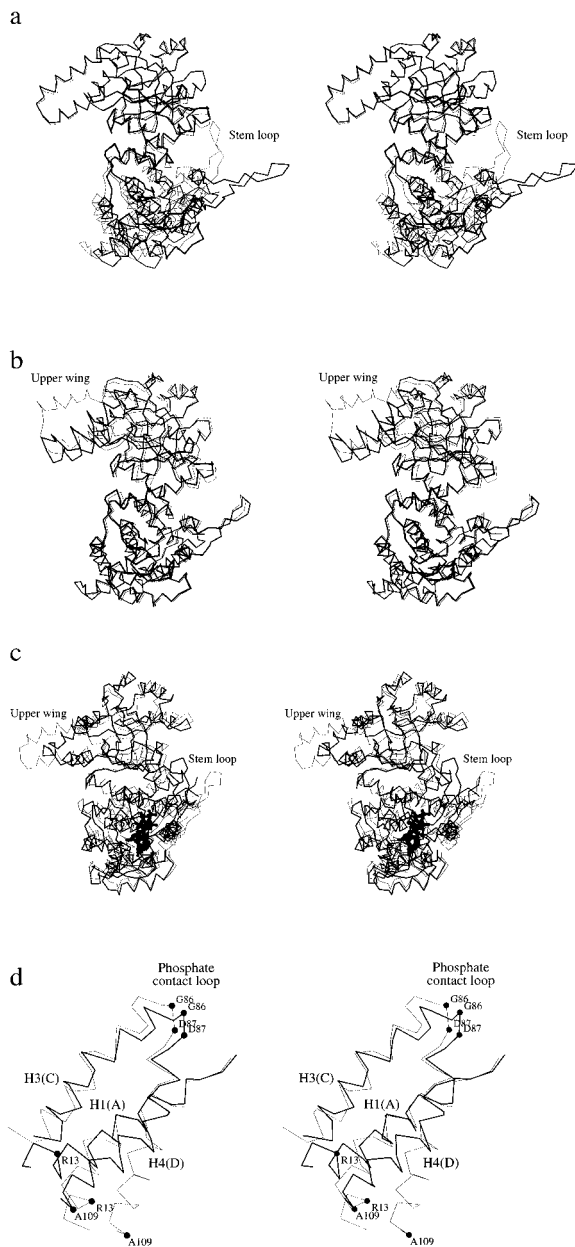 a
Stem loop
Stem loop
b
Upper wing
Upper wing
c
Upper wing
Stem loop
Upper wing
Stem loop
d
Phosphate
contact loop
G86
G86
D87
D87
H3(C)
H1(A)
H4(D)
R13
R13
A109
A109
Phosphate
contact loop
G86
G86
D87
D87
H3(C)
H1(A)
H4(D)
R13
R13
A109
A109